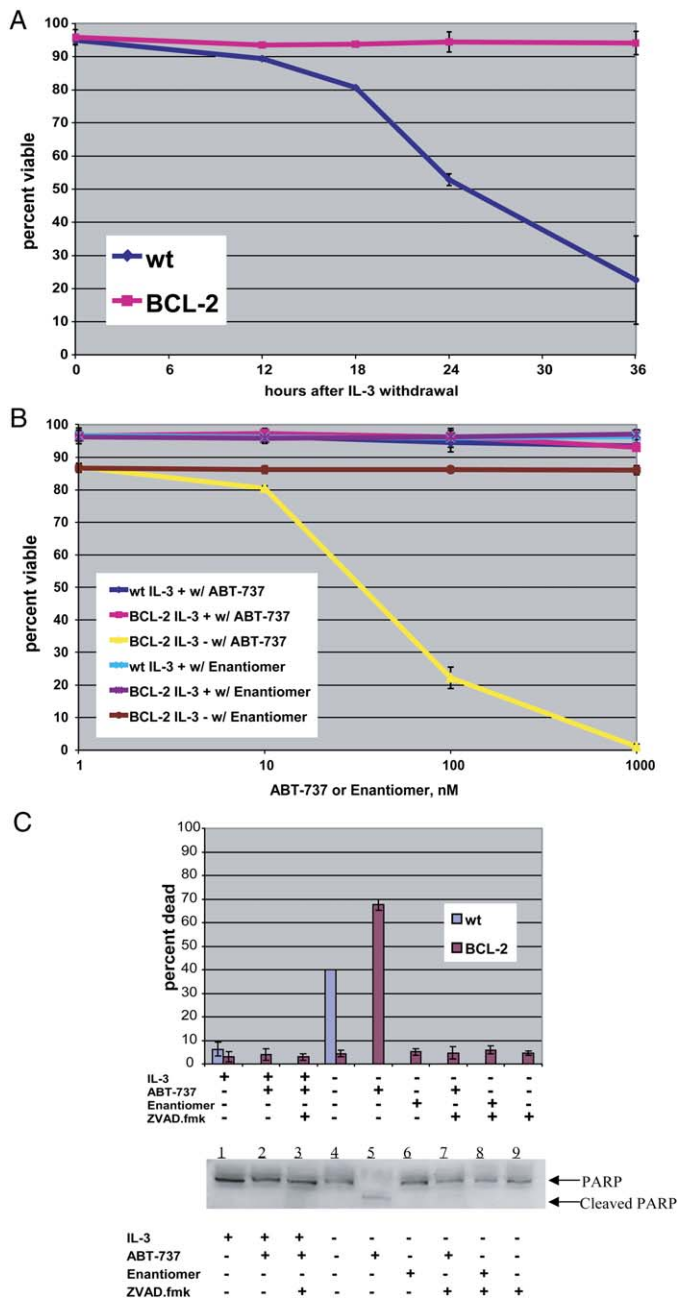 A
100
90
80
70
60
50
40
30
20
10
0
percent viable
wt
BCL-2
0 6 12 18 24 30 36
hours after IL-3 withdrawal
B
100
90
80
70
60
50
40
30
20
10
0
percent viable
wt IL-3 + w/ ABT-737
BCL-2 IL-3 + w/ ABT-737
BCL-2 IL-3 - w/ ABT-737
wt IL-3 + w/ Enantiomer
BCL-2 IL-3 + w/ Enantiomer
BCL-2 IL-3 - w/ Enantiomer
1 10 100 1000
ABT-737 or Enantiomer, nM
C
100
90
80
70
60
50
40
30
20
10
0
percent dead
wt
BCL-2
IL-3 + + + - - - - - -
ABT-737 - + + - + - + - -
Enantiomer - - - - - + - + -
ZVAD.fmk - - + - - - + + +
1 2 3 4 5 6 7 8 9
PARP
Cleaved PARP
IL-3 + + + - - - - - -
ABT-737 - + + - + - + - -
Enantiomer - - - - - + - + -
ZVAD.fmk - - + - - - + + +